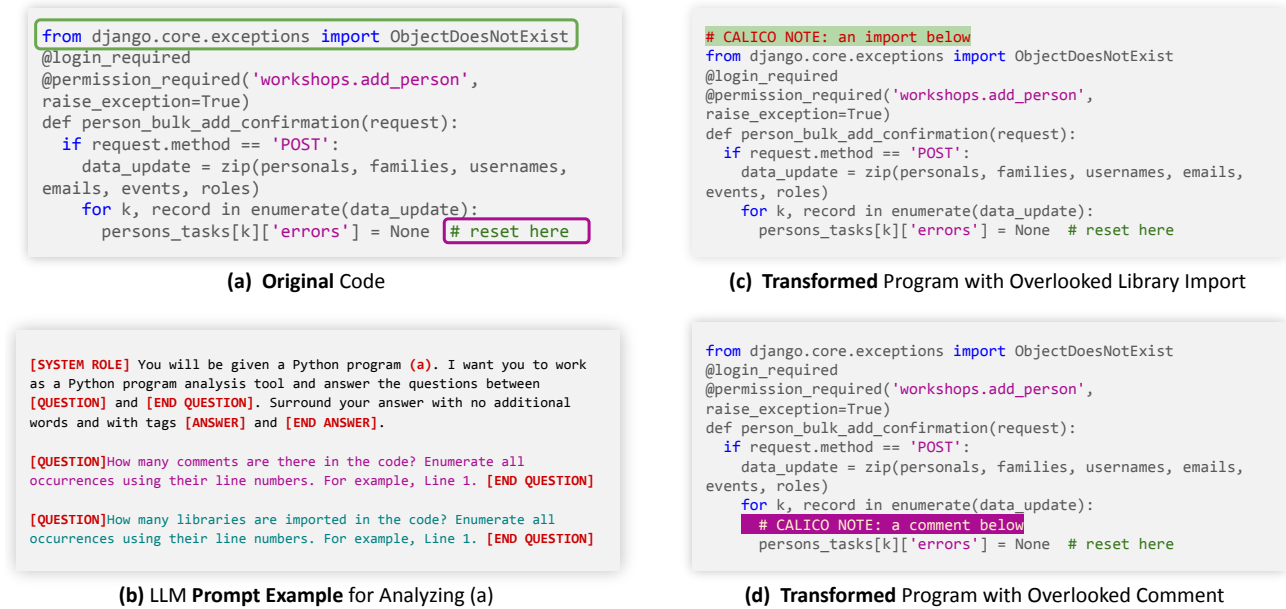 from django.core.exceptions import ObjectDoesNotExist
@login_required
@permission_required('workshops.add_person',
raise_exception=True)
def person_bulk_add_confirmation(request):
  if request.method == 'POST':
    data_update = zip(personals, families, usernames,
emails, events, roles)
    for k, record in enumerate(data_update):
      persons_tasks[k]['errors'] = None # reset here
(a) Original Code
[SYSTEM ROLE] You will be given a Python program (a). I want you to work
as a Python program analysis tool and answer the questions between
[QUESTION] and [END QUESTION]. Surround your answer with no additional
words and with tags [ANSWER] and [END ANSWER].
[QUESTION]How many comments are there in the code? Enumerate all
occurrences using their line numbers. For example, Line 1. [END QUESTION]
[QUESTION]How many libraries are imported in the code? Enumerate all
occurrences using their line numbers. For example, Line 1. [END QUESTION]
(b) LLM Prompt Example for Analyzing (a)
# CALICO NOTE: an import below
from django.core.exceptions import ObjectDoesNotExist
@login_required
@permission_required('workshops.add_person',
raise_exception=True)
def person_bulk_add_confirmation(request):
  if request.method == 'POST':
    data_update = zip(personals, families, usernames, emails,
events, roles)
    for k, record in enumerate(data_update):
      persons_tasks[k]['errors'] = None  # reset here
(c) Transformed Program with Overlooked Library Import
from django.core.exceptions import ObjectDoesNotExist
@login_required
@permission_required('workshops.add_person',
raise_exception=True)
def person_bulk_add_confirmation(request):
  if request.method == 'POST':
    data_update = zip(personals, families, usernames, emails,
events, roles)
    for k, record in enumerate(data_update):
      # CALICO NOTE: a comment below
      persons_tasks[k]['errors'] = None  # reset here
(d) Transformed Program with Overlooked Comment